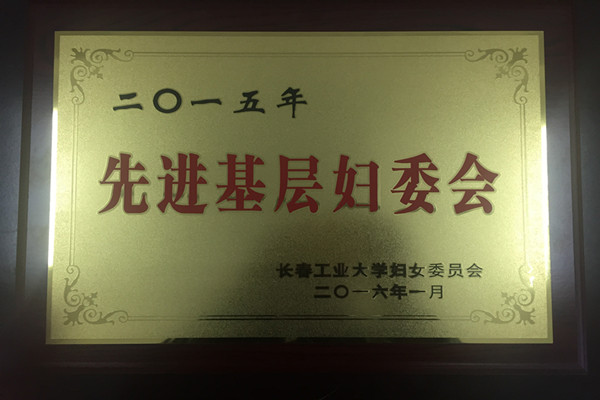 二〇一五年
先进基层妇委会
长春工业大学妇女委员会
二〇一六年一月